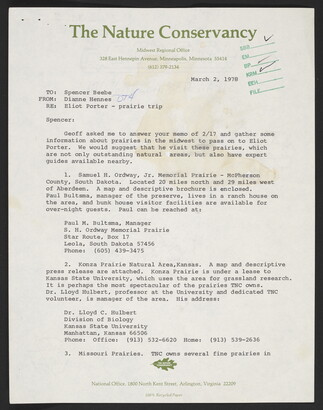 The Nature Conservancy
Midwest Regional Office
328 East Hennepin Avenue, Minneapolis, Minnesota 55414
(612) 379-2134
March 2, 1978
TO: Spencer Beebe
FROM: Dianne Hennes
RE: Eliot Porter - prairie trip
Spencer:
Geoff asked me to answer your memo of 2/17 and gather some
information about prairies in the midwest to pass on to Eliot
Porter. We would suggest that he visit these prairies, which
are not only outstanding natural areas, but also have expert
guides available nearby.
1. Samuel H. Ordway, Jr. Memorial Prairie - McPherson
County, South Dakota. Located 20 miles north and 29 miles west
of Aberdeen. A map and descriptive brochure is enclosed.
Paul Bultsma, manager of the preserve, lives in a ranch house on
the area, and bunk house visitor facilities are available for
over-night guests. Paul can be reached at:
Paul M. Bultsma, Manager
S. H. Ordway Memorial Prairie
Star Route, Box 17
Leola, South Dakota 57456
Phone: (605) 439-3475
2. Konza Prairie Natural Area, Kansas. A map and descriptive
press release are attached. Konza Prairie is under a lease to
Kansas State University, which uses the area for grassland research.
It is perhaps the most spectacular of the prairies TNC owns.
Dr. Lloyd Hulbert, professor at the University and dedicated TNC
volunteer, is manager of the area. His address:
Dr. Lloyd C. Hulbert
Division of Biology
Kansas State University
Manhattan, Kansas 66506
Phone: Office: (913) 532-6620 Home: (913) 539-2636
3. Missouri Prairies. TNC owns several fine prairies in
National Office: 1800 North Kent Street, Arlington, Virginia 22209
100% Recycled Paper